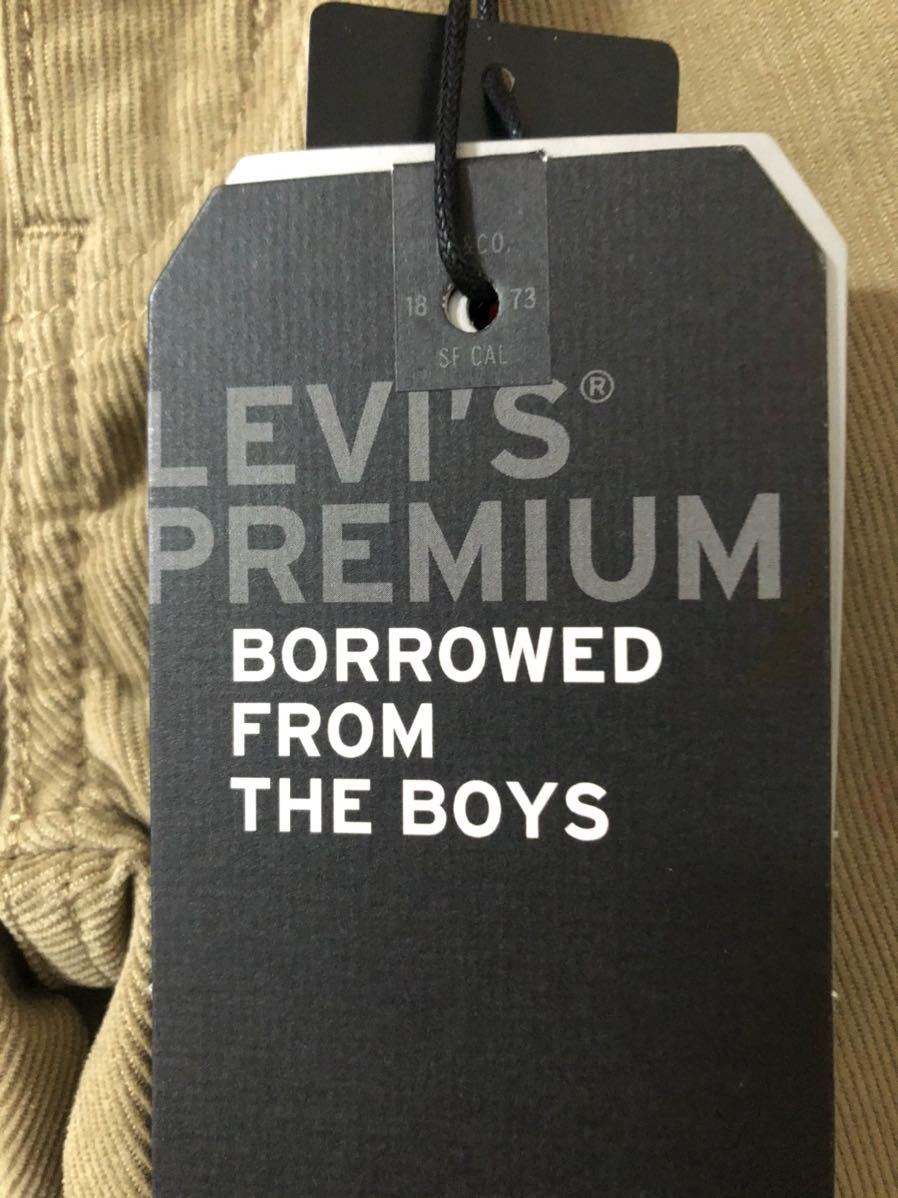 &CO.
18 73
SF CAL
LEVI'S®
PREMIUM
BORROWED
FROM
THE BOYS